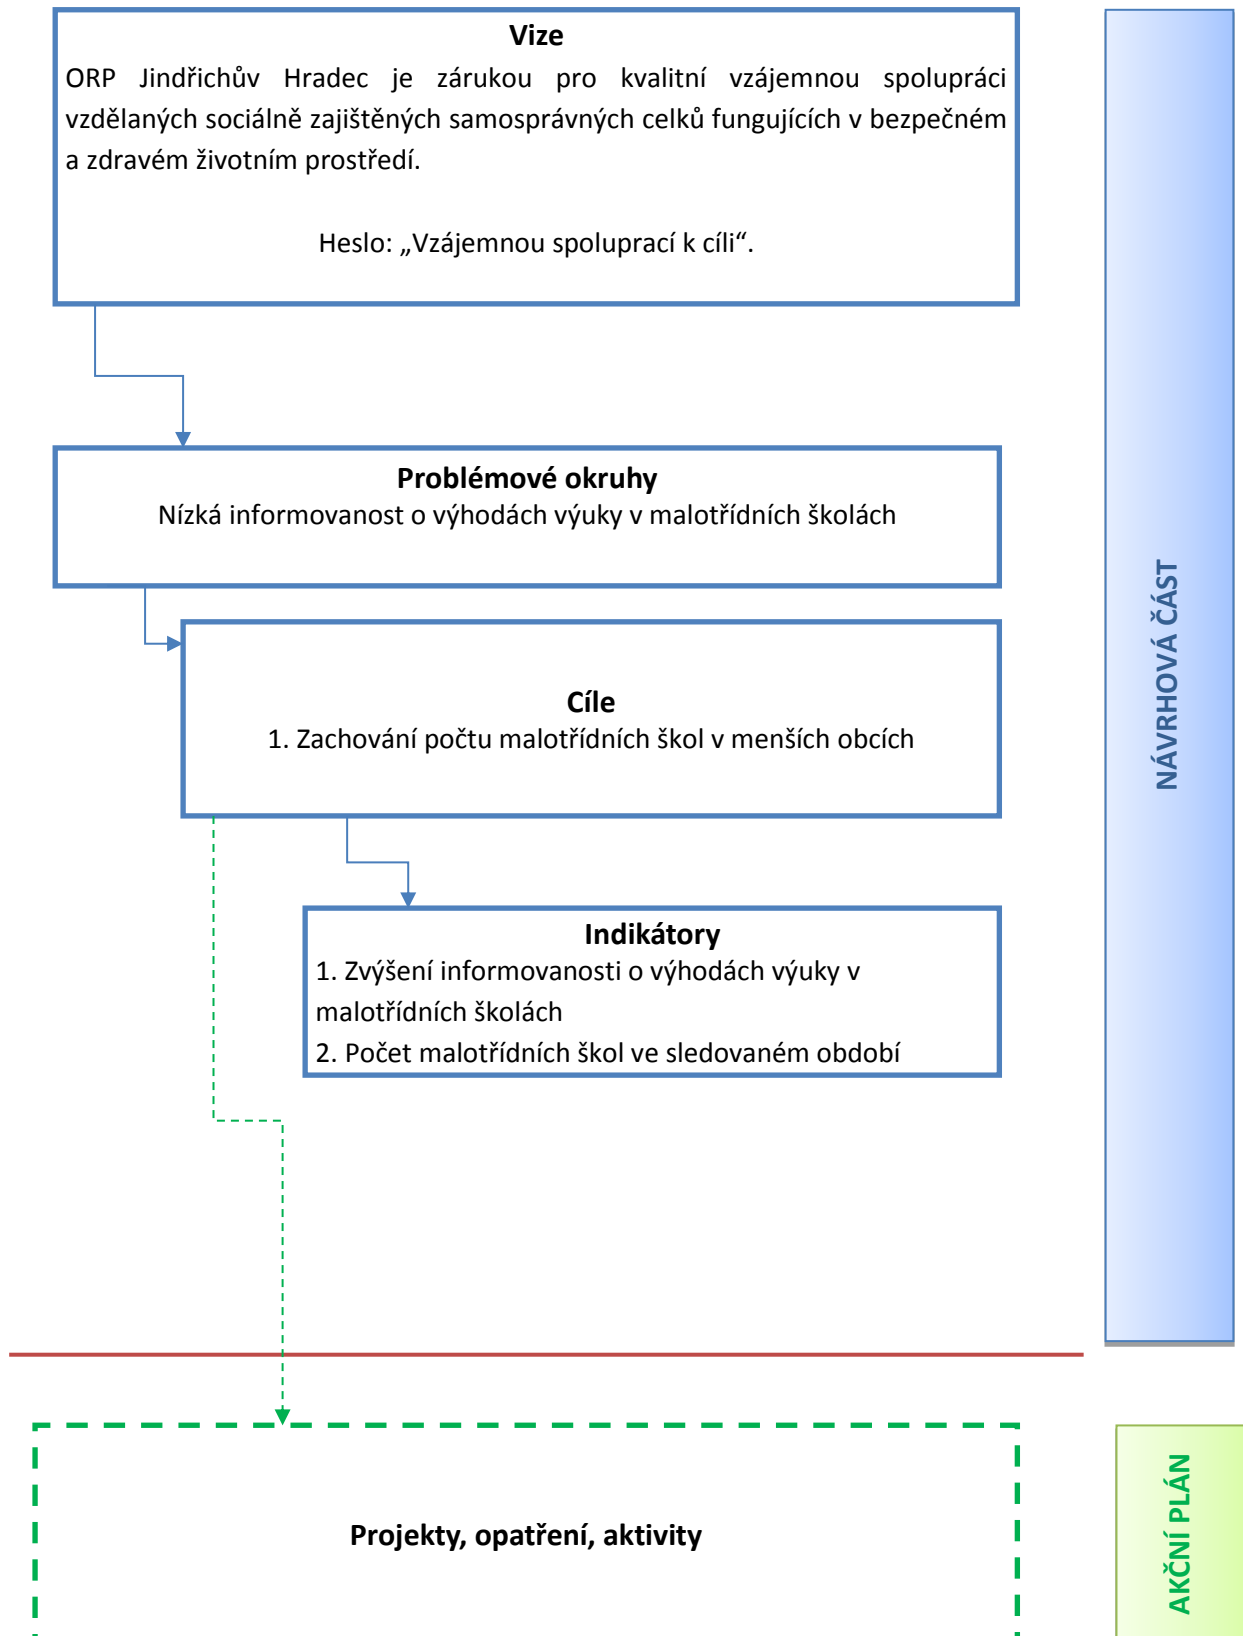 Vize
ORP Jindřichův Hradec je zárukou pro kvalitní vzájemnou spolupráci
vzdělaných sociálně zajištěných samosprávných celků fungujících v bezpečném
a zdravém životním prostředí.
Heslo: „Vzájemnou spoluprací k cíli“.
Problémové okruhy
Nízká informovanost o výhodách výuky v malotřídních školách
Cíle
1. Zachování počtu malotřídních škol v menších obcích
Indikátory
1. Zvýšení informovanosti o výhodách výuky v
malotřídních školách
2. Počet malotřídních škol ve sledovaném období
NÁVRHOVÁ ČÁST
Projekty, opatření, aktivity
AKČNÍ PLÁN